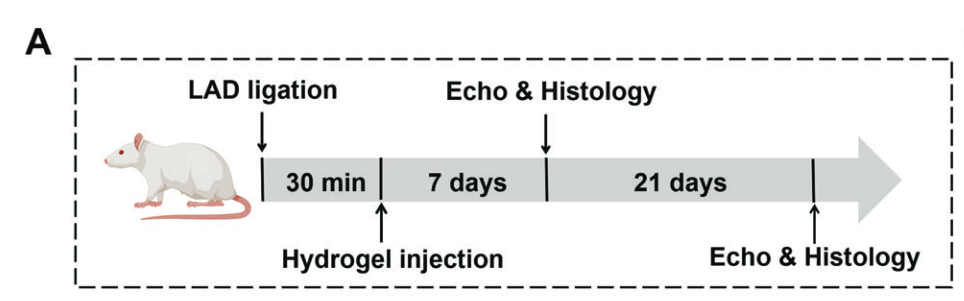 A
LAD ligation
Echo & Histology
30 min
7 days
21 days
Hydrogel injection
Echo & Histology